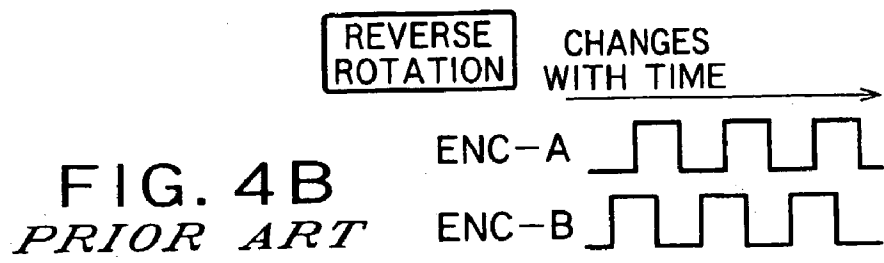 REVERSE
ROTATION
CHANGES
WITH TIME
ENC-A
ENC-B
FIG. 4B
PRIOR ART